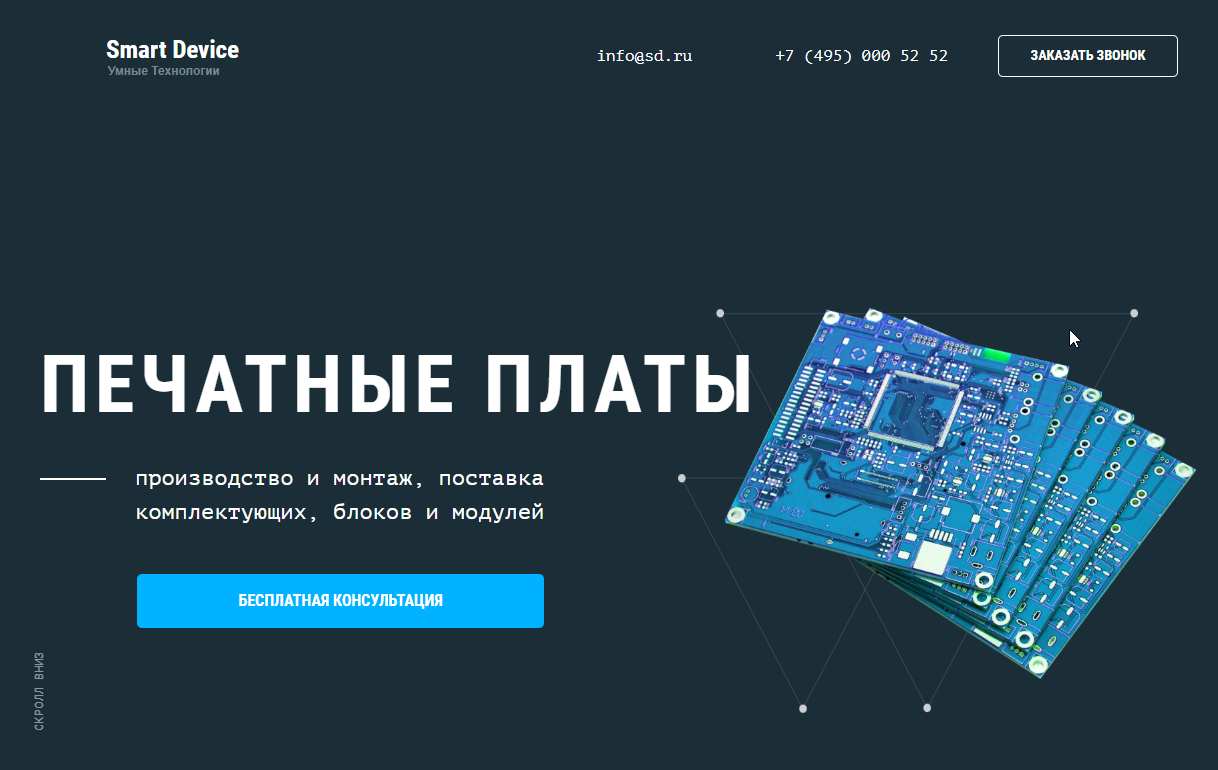 Smart Device
Умные Технологии
info@sd.ru
+7 (495) 000 52 52
ЗАКАЗАТЬ ЗВОНОК
ПЕЧАТНЫЕ ПЛАТЫ
производство и монтаж, поставка
комплектующих, блоков и модулей
БЕСПЛАТНАЯ КОНСУЛЬТАЦИЯ
СКРОЛЛ ВНИЗ